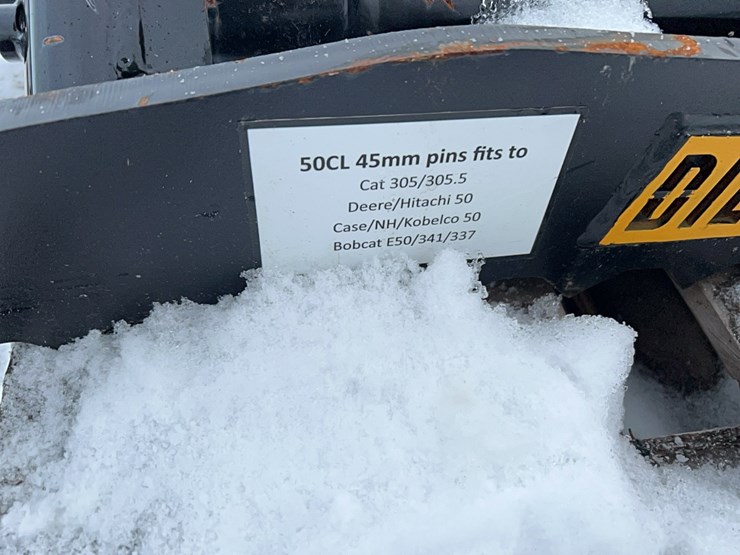 50CL 45mm pins fits to
Cat 305/305.5
Deere/Hitachi 50
Case/NH/Kobelco 50
Bobcat E50/341/337